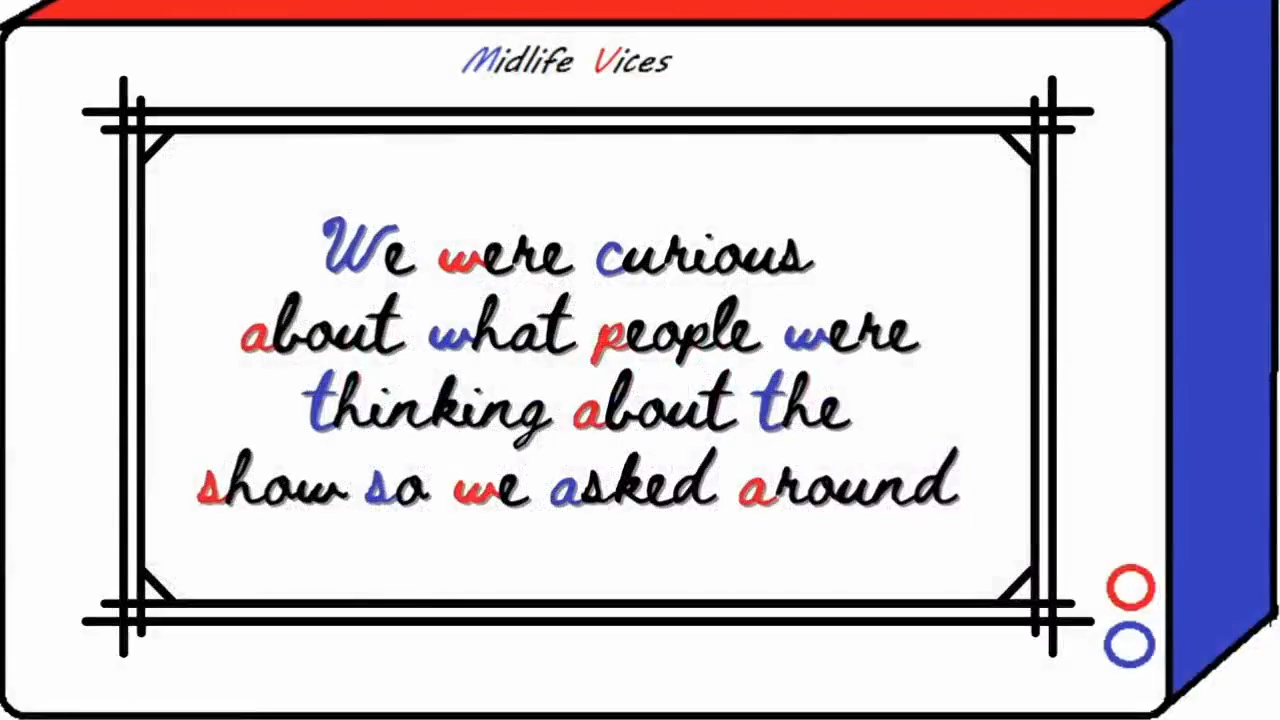 Midlife Vices
We were curious
about what people were
thinking about the
show so we asked around